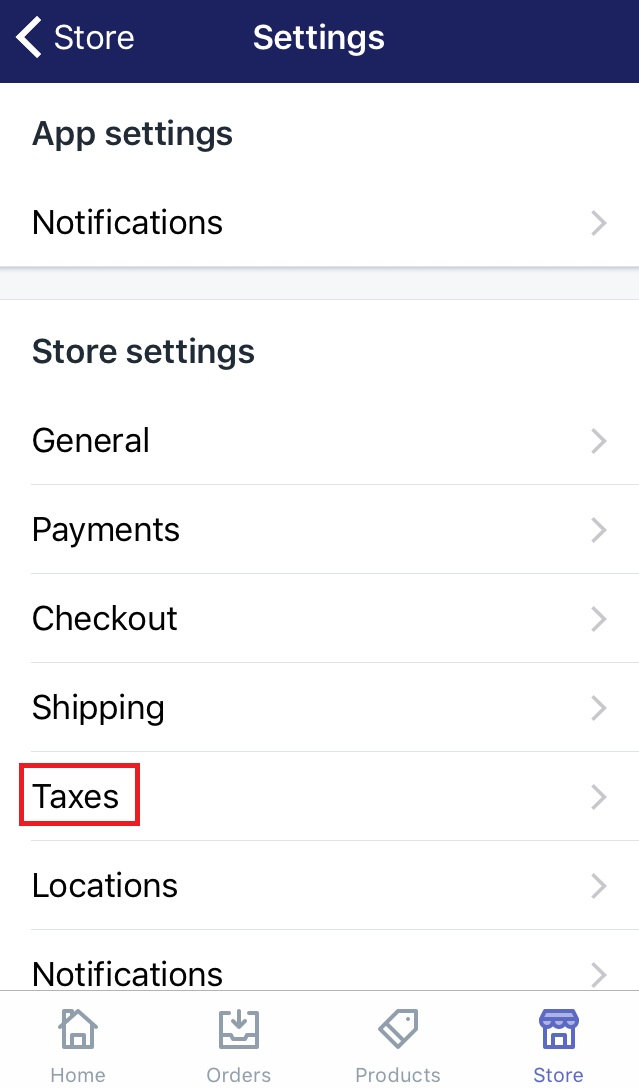 Store
Settings
App settings
Notifications
Store settings
General
Payments
Checkout
Shipping
Taxes
Locations
Notifications
Home
Orders
Products
Store